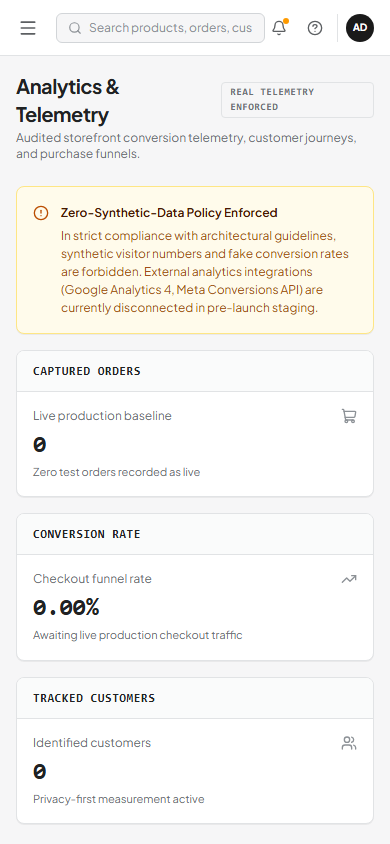 Search products, orders, cus
AD
Analytics &
Telemetry
REAL TELEMETRY
ENFORCED
Audited storefront conversion telemetry, customer journeys,
and purchase funnels.
Zero-Synthetic-Data Policy Enforced
In strict compliance with architectural guidelines,
synthetic visitor numbers and fake conversion rates
are forbidden. External analytics integrations
(Google Analytics 4, Meta Conversions API) are
currently disconnected in pre-launch staging.
CAPTURED ORDERS
Live production baseline
0
Zero test orders recorded as live
CONVERSION RATE
Checkout funnel rate
0.00%
Awaiting live production checkout traffic
TRACKED CUSTOMERS
Identified customers
0
Privacy-first measurement active